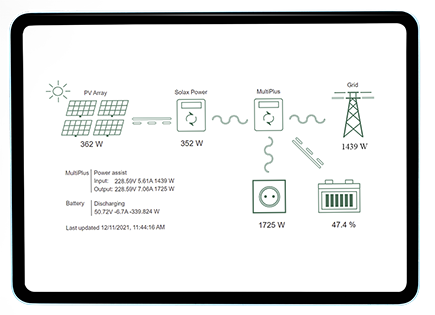 PV Array
Solax Power
MultiPlus
Grid
362 W
352 W
1439 W
MultiPlus Power assist
Input: 228.59V 5.61A 1439 W
Output: 228.59V 7.06A 1725 W
Battery Discharging
50.72V -6.7A -339.824 W
Last updated 12/11/2021, 11:44:16 AM
1725 W
47.4 %